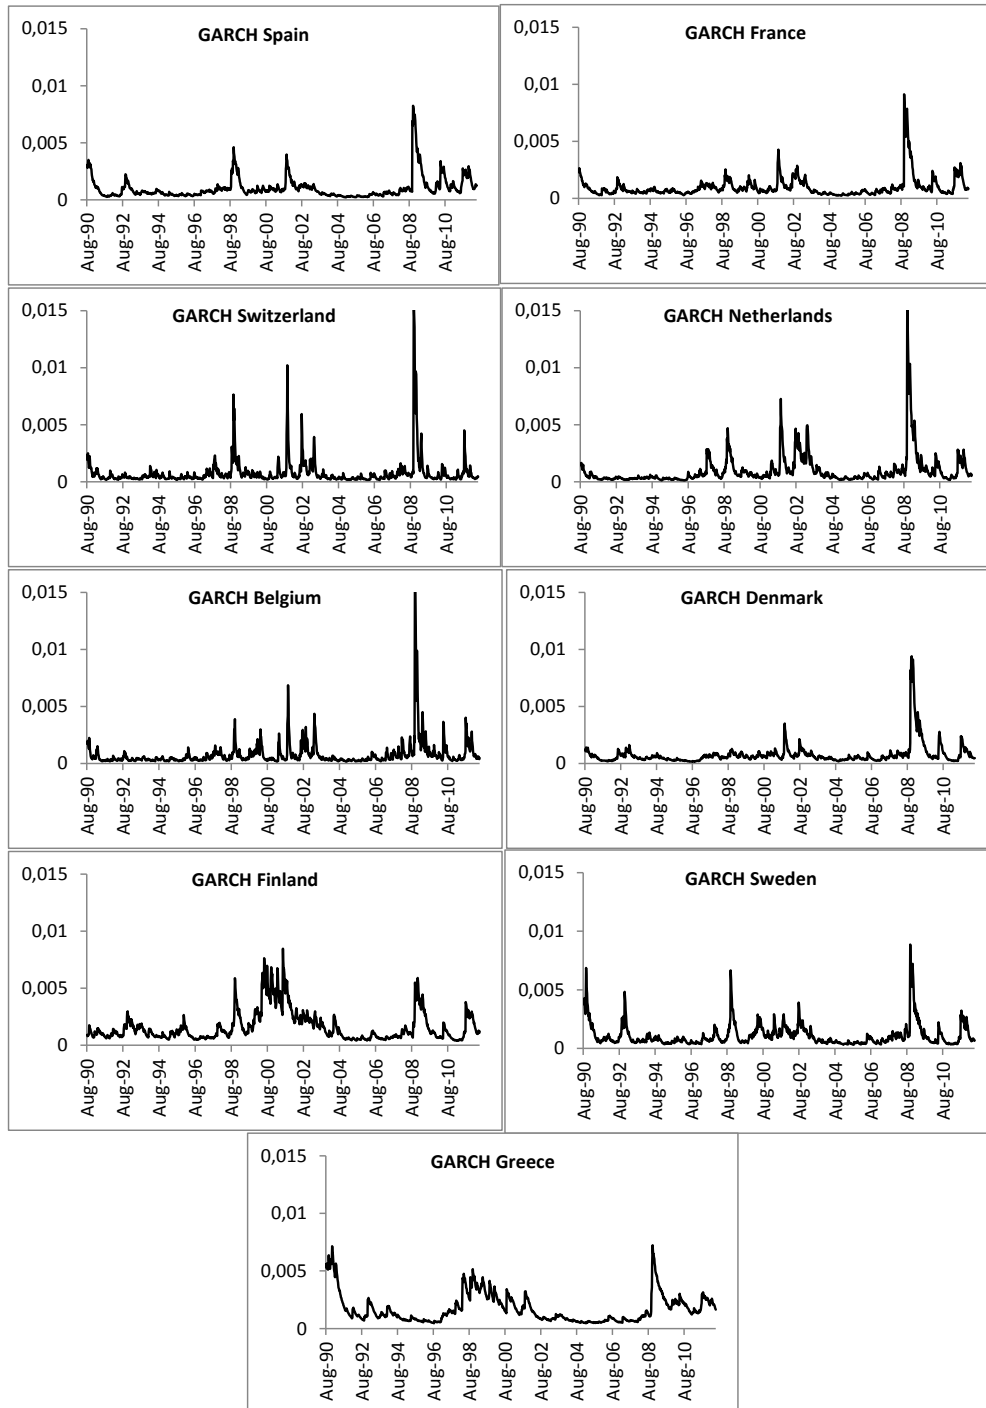 GARCH Spain
0,015
0,01
0,005
0
Aug-90
Aug-92
Aug-94
Aug-96
Aug-98
Aug-00
Aug-02
Aug-04
Aug-06
Aug-08
Aug-10
GARCH France
0,015
0,01
0,005
0
Aug-90
Aug-92
Aug-94
Aug-96
Aug-98
Aug-00
Aug-02
Aug-04
Aug-06
Aug-08
Aug-10
GARCH Switzerland
0,015
0,01
0,005
0
Aug-90
Aug-92
Aug-94
Aug-96
Aug-98
Aug-00
Aug-02
Aug-04
Aug-06
Aug-08
Aug-10
GARCH Netherlands
0,015
0,01
0,005
0
Aug-90
Aug-92
Aug-94
Aug-96
Aug-98
Aug-00
Aug-02
Aug-04
Aug-06
Aug-08
Aug-10
GARCH Belgium
0,015
0,01
0,005
0
Aug-90
Aug-92
Aug-94
Aug-96
Aug-98
Aug-00
Aug-02
Aug-04
Aug-06
Aug-08
Aug-10
GARCH Denmark
0,015
0,01
0,005
0
Aug-90
Aug-92
Aug-94
Aug-96
Aug-98
Aug-00
Aug-02
Aug-04
Aug-06
Aug-08
Aug-10
GARCH Finland
0,015
0,01
0,005
0
Aug-90
Aug-92
Aug-94
Aug-96
Aug-98
Aug-00
Aug-02
Aug-04
Aug-06
Aug-08
Aug-10
GARCH Sweden
0,015
0,01
0,005
0
Aug-90
Aug-92
Aug-94
Aug-96
Aug-98
Aug-00
Aug-02
Aug-04
Aug-06
Aug-08
Aug-10
GARCH Greece
0,015
0,01
0,005
0
Aug-90
Aug-92
Aug-94
Aug-96
Aug-98
Aug-00
Aug-02
Aug-04
Aug-06
Aug-08
Aug-10